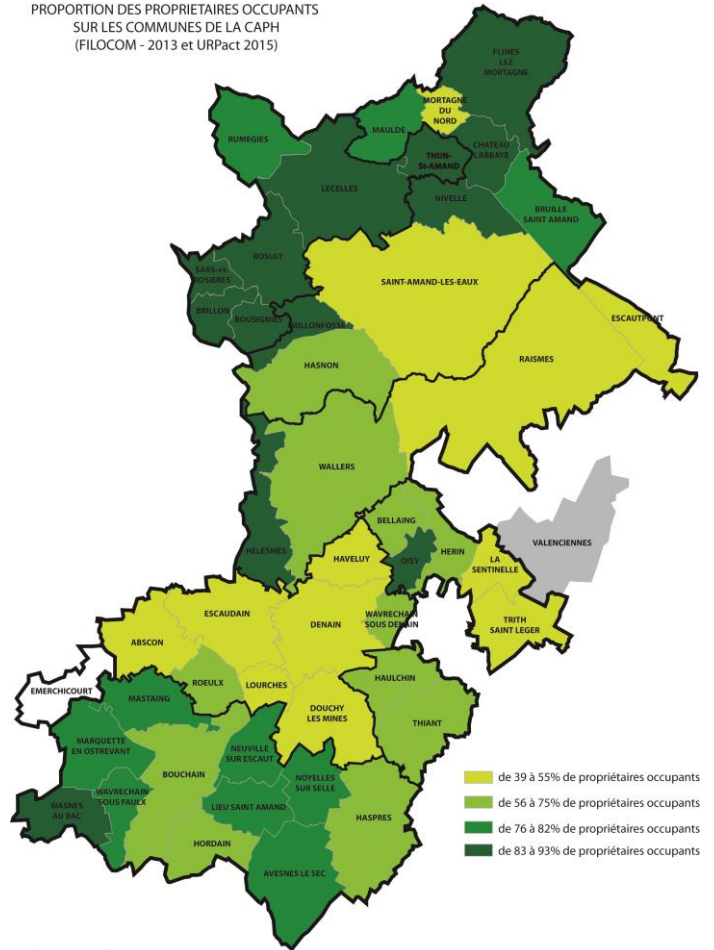 PROPORTION DES PROPRIETAIRES OCCUPANTS
SUR LES COMMUNES DE LA CAPH
(FILOCOM - 2013 et URPact 2015)
FLINES
LEZ
MORTAGNE
MORTAGNE
DU
NORD
MAULDE
RUMEGIES
CHATEAU
L'ABBAYE
THUN-
St-AMAND
LECELLES
NIVELLE
BRUILLE
SAINT AMAND
ROSULT
SARS-et-
ROSIERES
SAINT-AMAND-LES-EAUX
BRILLON
BOUSIGNIES
MILLONFOSSE
ESCAUTPONT
RAISMES
HASNON
WALLERS
BELLAING
VALENCIENNES
HELESMES
HAVELUY
OISY
HERIN
LA
SENTINELLE
ESCAUDAIN
DENAIN
WAVRECHAIN
SOUS DENAIN
TRITH
SAINT LEGER
ABSCON
ROEULX
LOURCHES
HAULCHIN
EMERCHICOURT
MASTAING
DOUCHY
LES MINES
THIANT
MARQUETTE
EN OSTREVANT
NEUVILLE
SUR ESCAUT
BOUCHAIN
NOYELLES
SUR SELLE
WASNES
AU BAC
WAVRECHAIN
SOUS FAULX
LIEU SAINT AMAND
HASPRES
HORDAIN
AVESNES LE SEC
de 39 à 55% de propriétaires occupants
de 56 à 75% de propriétaires occupants
de 76 à 82% de propriétaires occupants
de 83 à 93% de propriétaires occupants